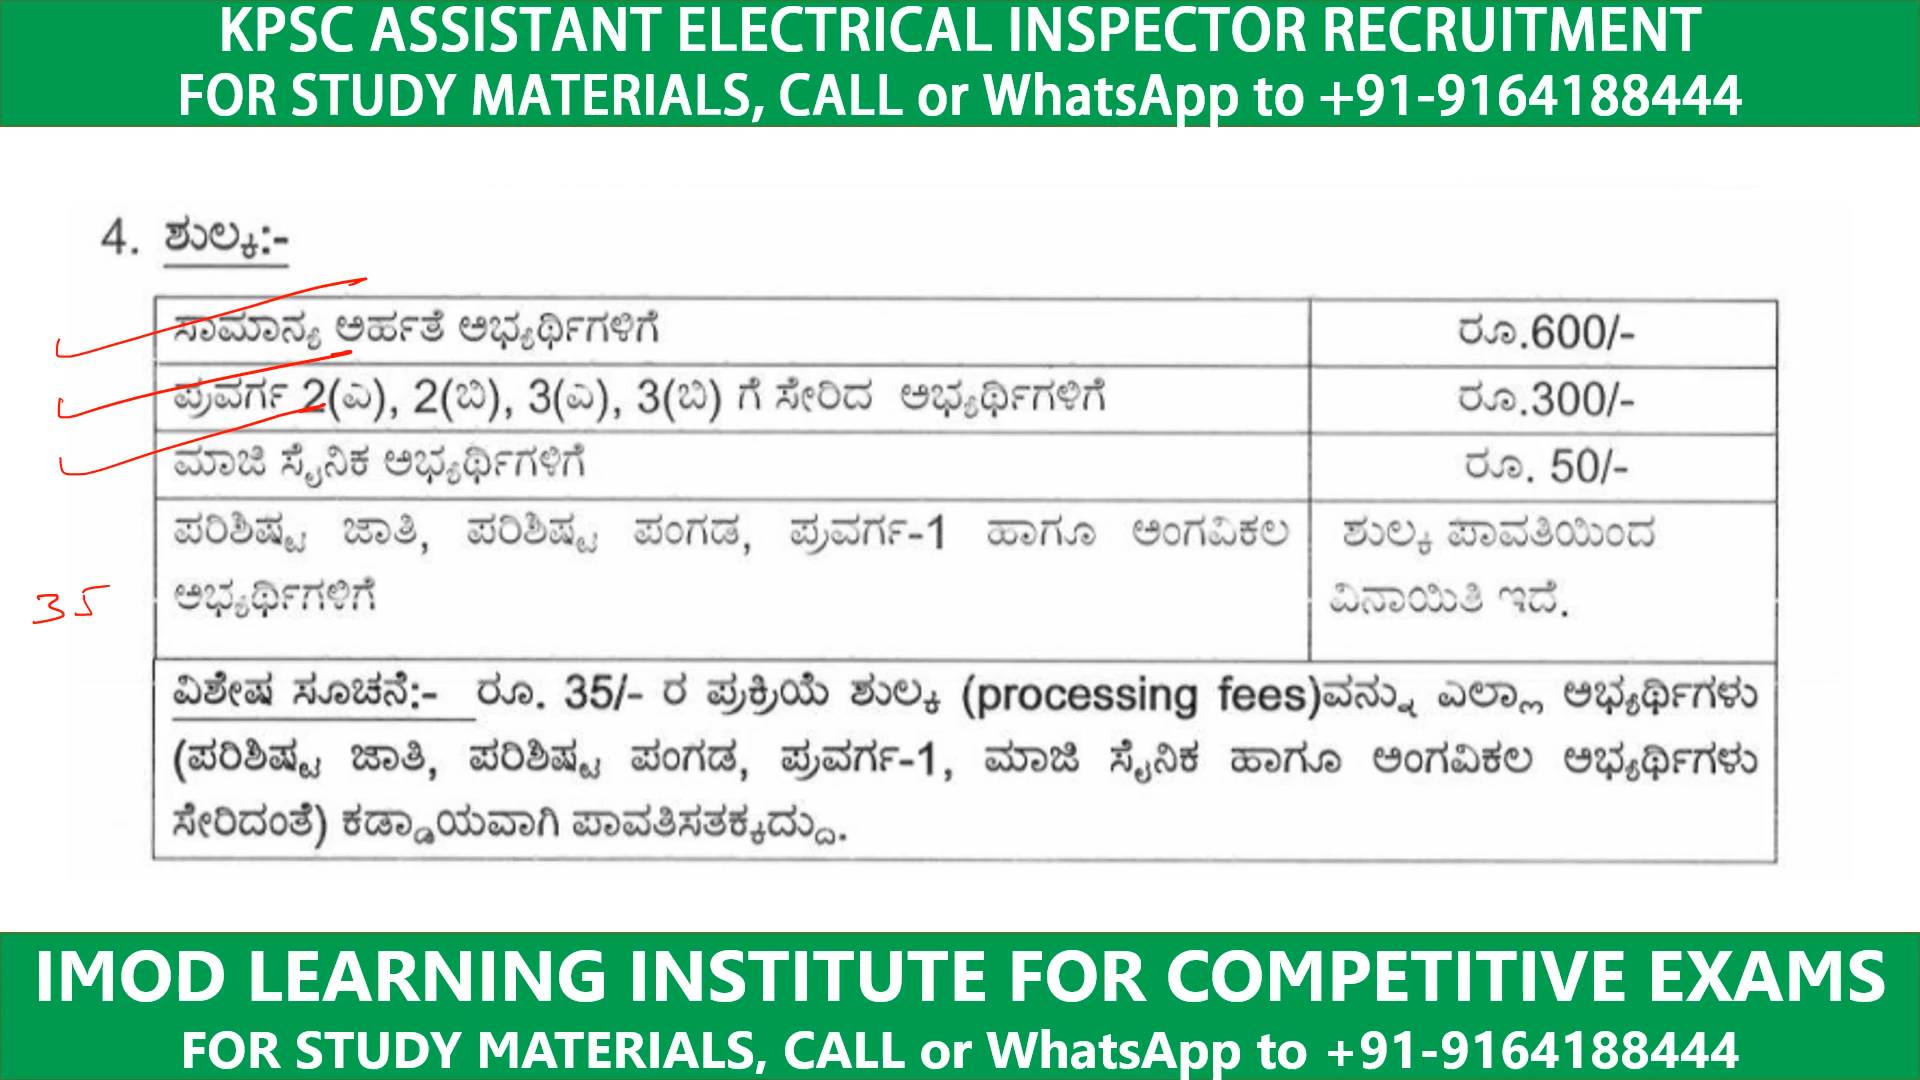 KPSC ASSISTANT ELECTRICAL INSPECTOR RECRUITMENT
FOR STUDY MATERIALS, CALL or WhatsApp to +91-9164188444
4. ಶುಲ್ಕ:-
ಸಾಮಾನ್ಯ ಅರ್ಹತೆ ಅಭ್ಯರ್ಥಿಗಳಿಗೆ ರೂ.600/-
ಪ್ರವರ್ಗ 2(ಎ), 2(ಬಿ), 3(ಎ), 3(ಬಿ) ಗೆ ಸೇರಿದ ಅಭ್ಯರ್ಥಿಗಳಿಗೆ ರೂ.300/-
ಮಾಜಿ ಸೈನಿಕ ಅಭ್ಯರ್ಥಿಗಳಿಗೆ ರೂ. 50/-
ಪರಿಶಿಷ್ಟ ಜಾತಿ, ಪರಿಶಿಷ್ಟ ಪಂಗಡ, ಪ್ರವರ್ಗ-1 ಹಾಗೂ ಅಂಗವಿಕಲ ಶುಲ್ಕ ಪಾವತಿಯಿಂದ
35 ಅಭ್ಯರ್ಥಿಗಳಿಗೆ ವಿನಾಯಿತಿ ಇದೆ.
ವಿಶೇಷ ಸೂಚನೆ:- ರೂ. 35/- ರ ಪ್ರಕ್ರಿಯೆ ಶುಲ್ಕ (processing fees)ವನ್ನು ಎಲ್ಲಾ ಅಭ್ಯರ್ಥಿಗಳು
(ಪರಿಶಿಷ್ಟ ಜಾತಿ, ಪರಿಶಿಷ್ಟ ಪಂಗಡ, ಪ್ರವರ್ಗ-1, ಮಾಜಿ ಸೈನಿಕ ಹಾಗೂ ಅಂಗವಿಕಲ ಅಭ್ಯರ್ಥಿಗಳು
ಸೇರಿದಂತೆ) ಕಡ್ಡಾಯವಾಗಿ ಪಾವತಿಸತಕ್ಕದ್ದು.
IMOD LEARNING INSTITUTE FOR COMPETITIVE EXAMS
FOR STUDY MATERIALS, CALL or WhatsApp to +91-9164188444